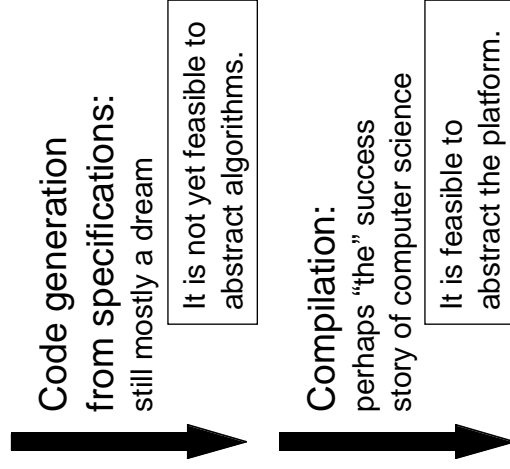 Code generation
from specifications:
still mostly a dream
It is not yet feasible to
abstract algorithms.
Compilation:
perhaps “the” success
story of computer science
It is feasible to
abstract the platform.